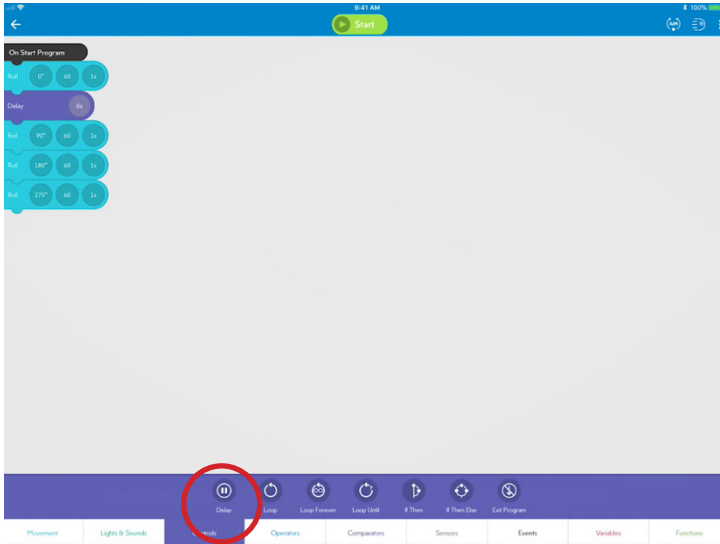 9:41 AM
100%
Start
AIM
On Start Program
Roll 0° 60 1s
Delay 0s
Roll 90° 60 1s
Roll 180° 60 1s
Roll 270° 60 1s
Delay Loop Loop Forever Loop Until If Then If Then Else Exit Program
Movement Lights & Sounds Controls Operators Comparators Sensors Events Variables Functions